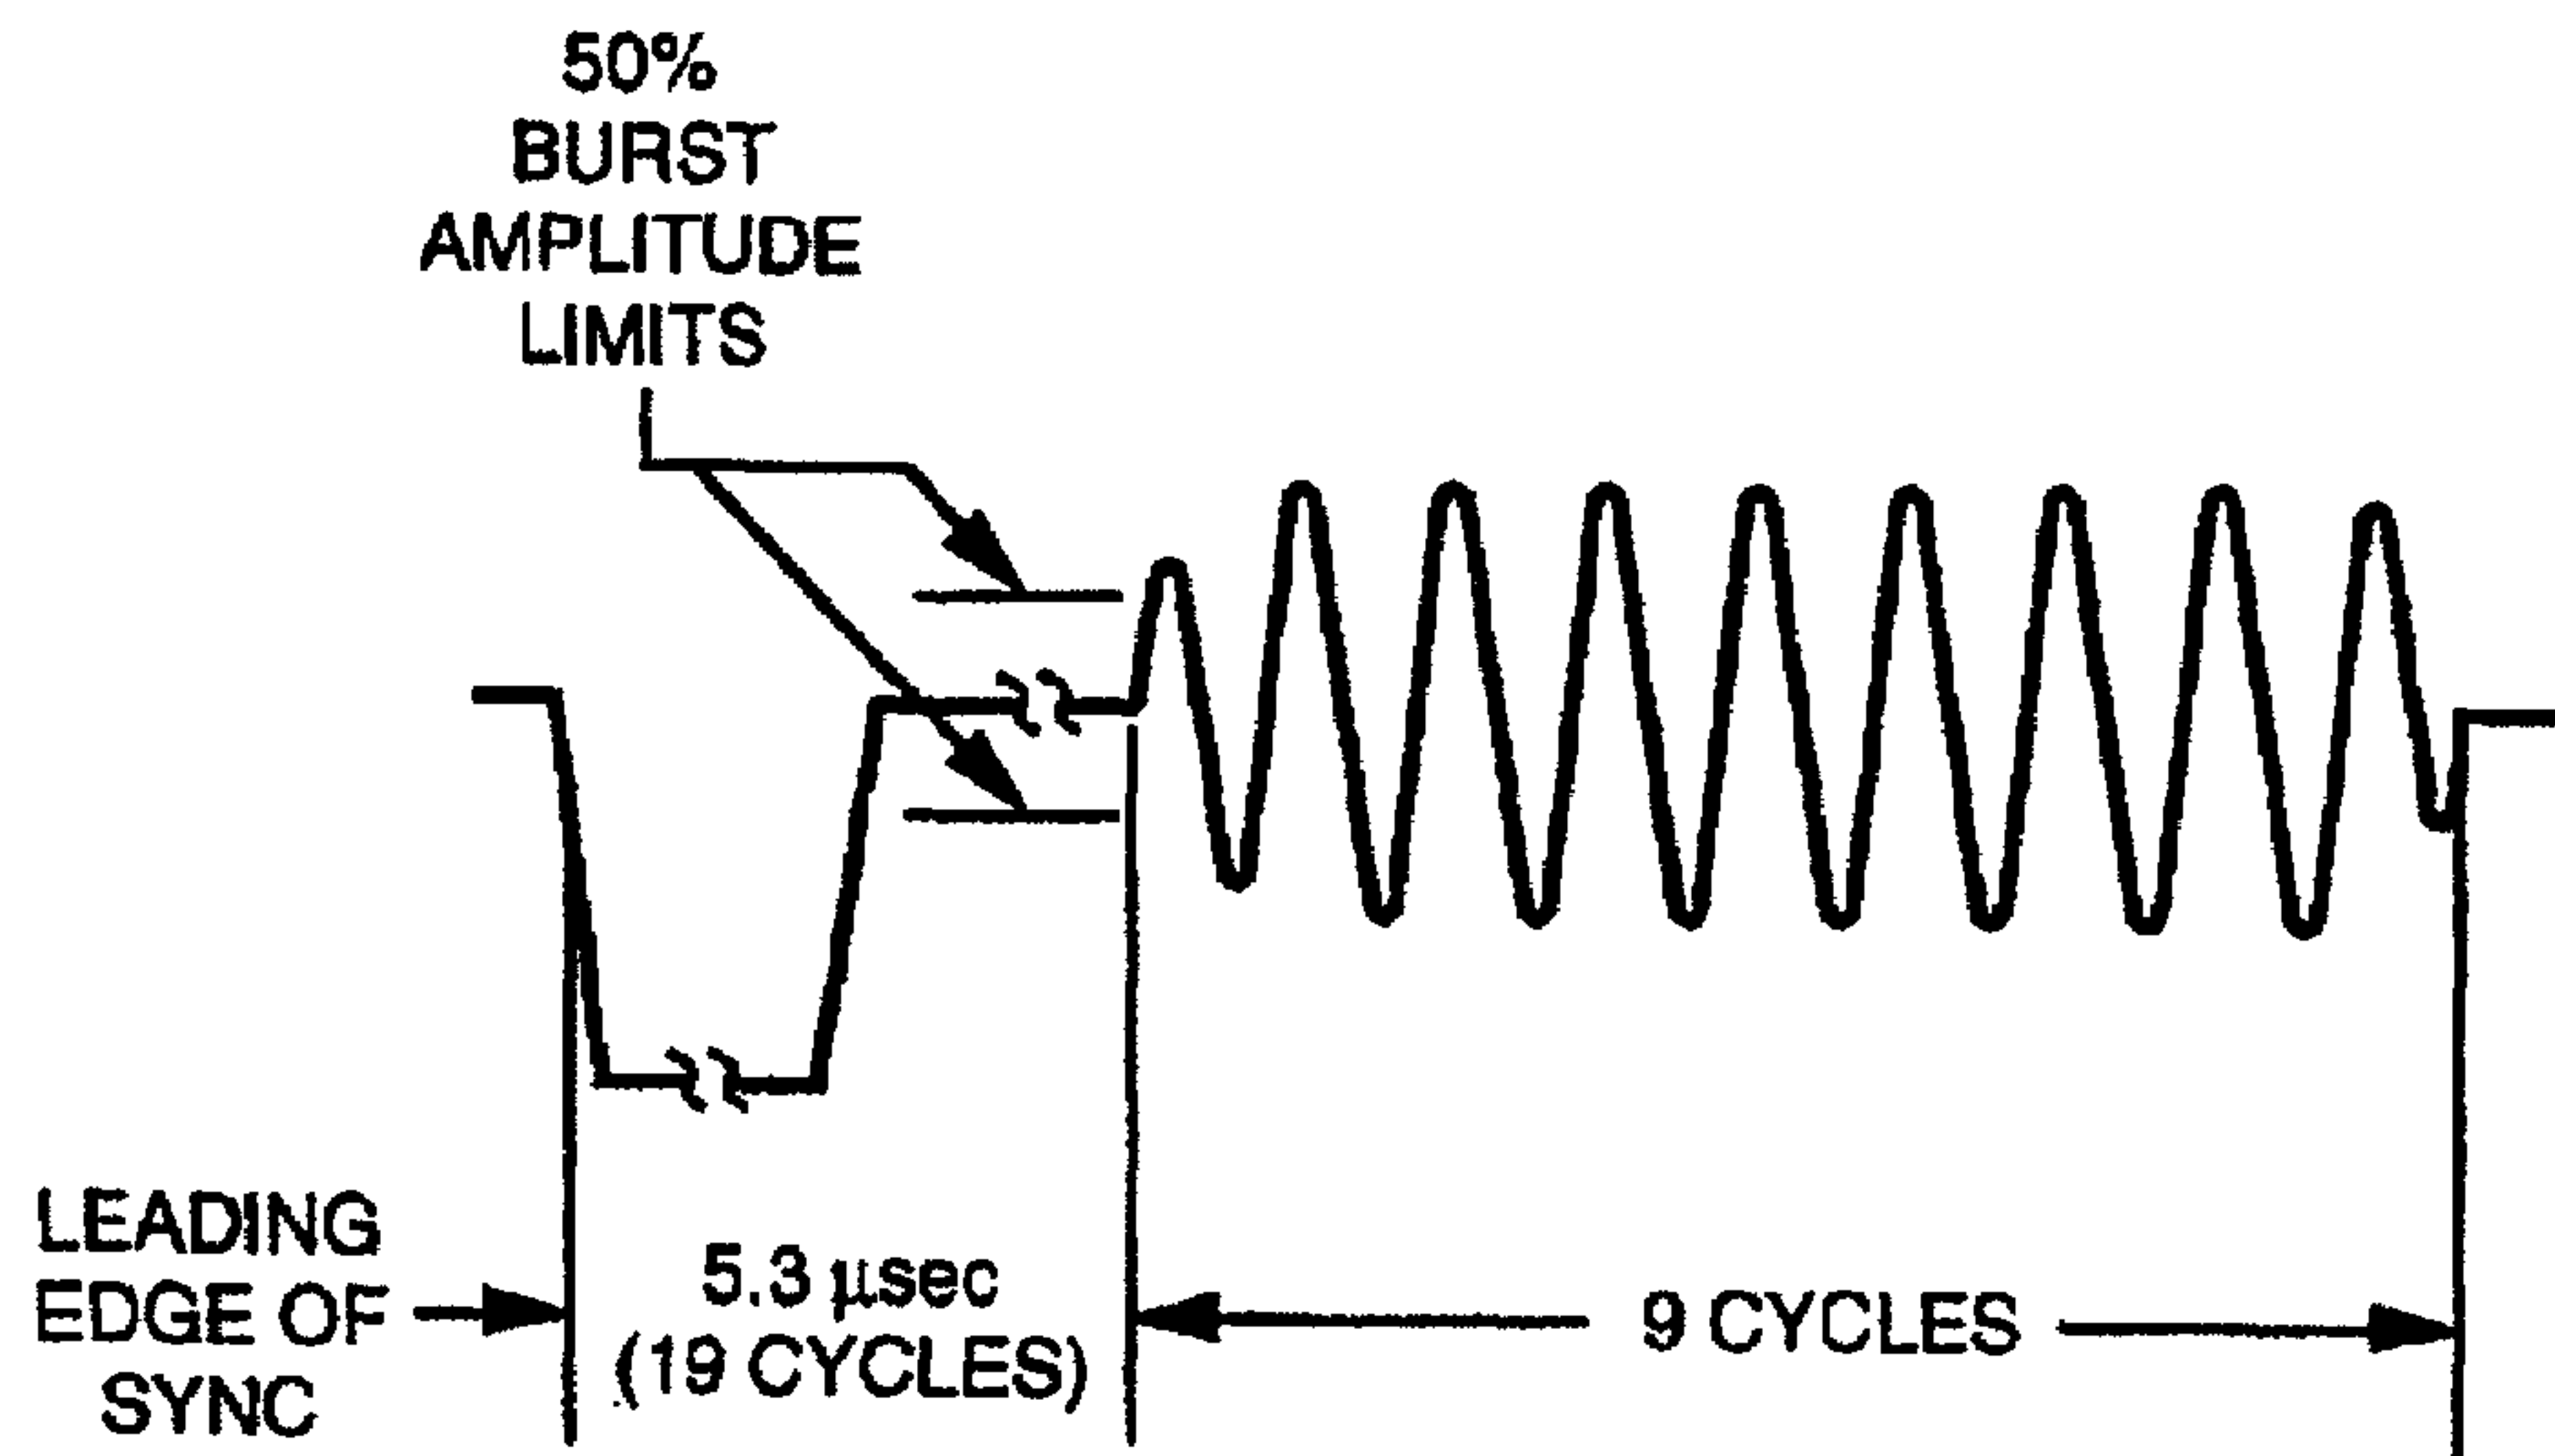 50%
BURST
AMPLITUDE
LIMITS
LEADING
EDGE OF
SYNC
5.3 µsec
(19 CYCLES)
9 CYCLES